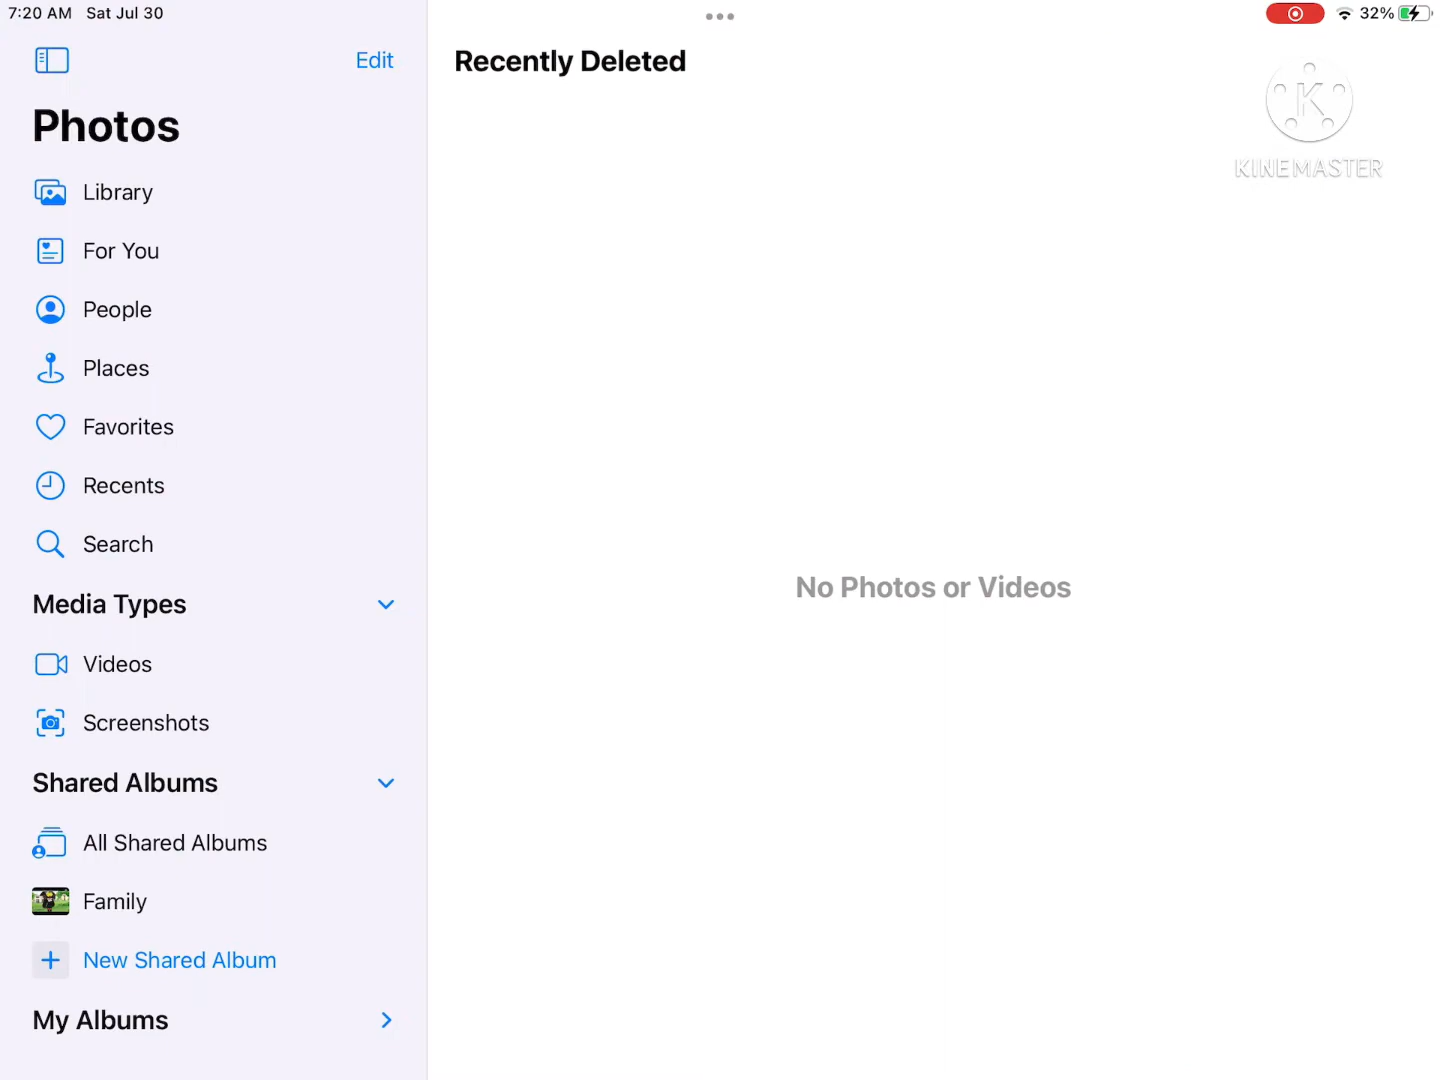 7:20 AM Sat Jul 30
32%
Edit
Photos
Library
For You
People
Places
Favorites
Recents
Search
Media Types
Videos
Screenshots
Shared Albums
All Shared Albums
Family
New Shared Album
My Albums
Recently Deleted
K
KINEMASTER
No Photos or Videos